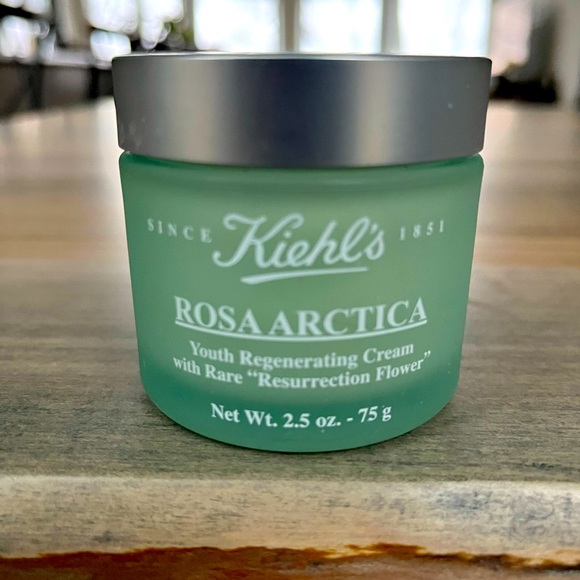 SINCE Kiehl's 1851
ROSA ARCTICA
Youth Regenerating Cream
with Rare "Resurrection Flower"
Net Wt. 2.5 oz. - 75 g